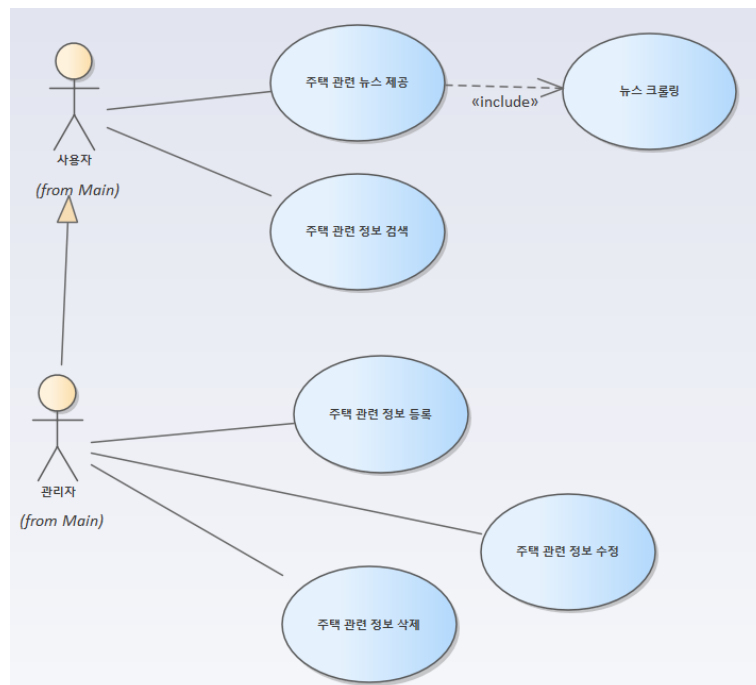 주택 관련 뉴스 제공
«include»
뉴스 크롤링
사용자
(from Main)
주택 관련 정보 검색
주택 관련 정보 등록
관리자
(from Main)
주택 관련 정보 수정
주택 관련 정보 삭제